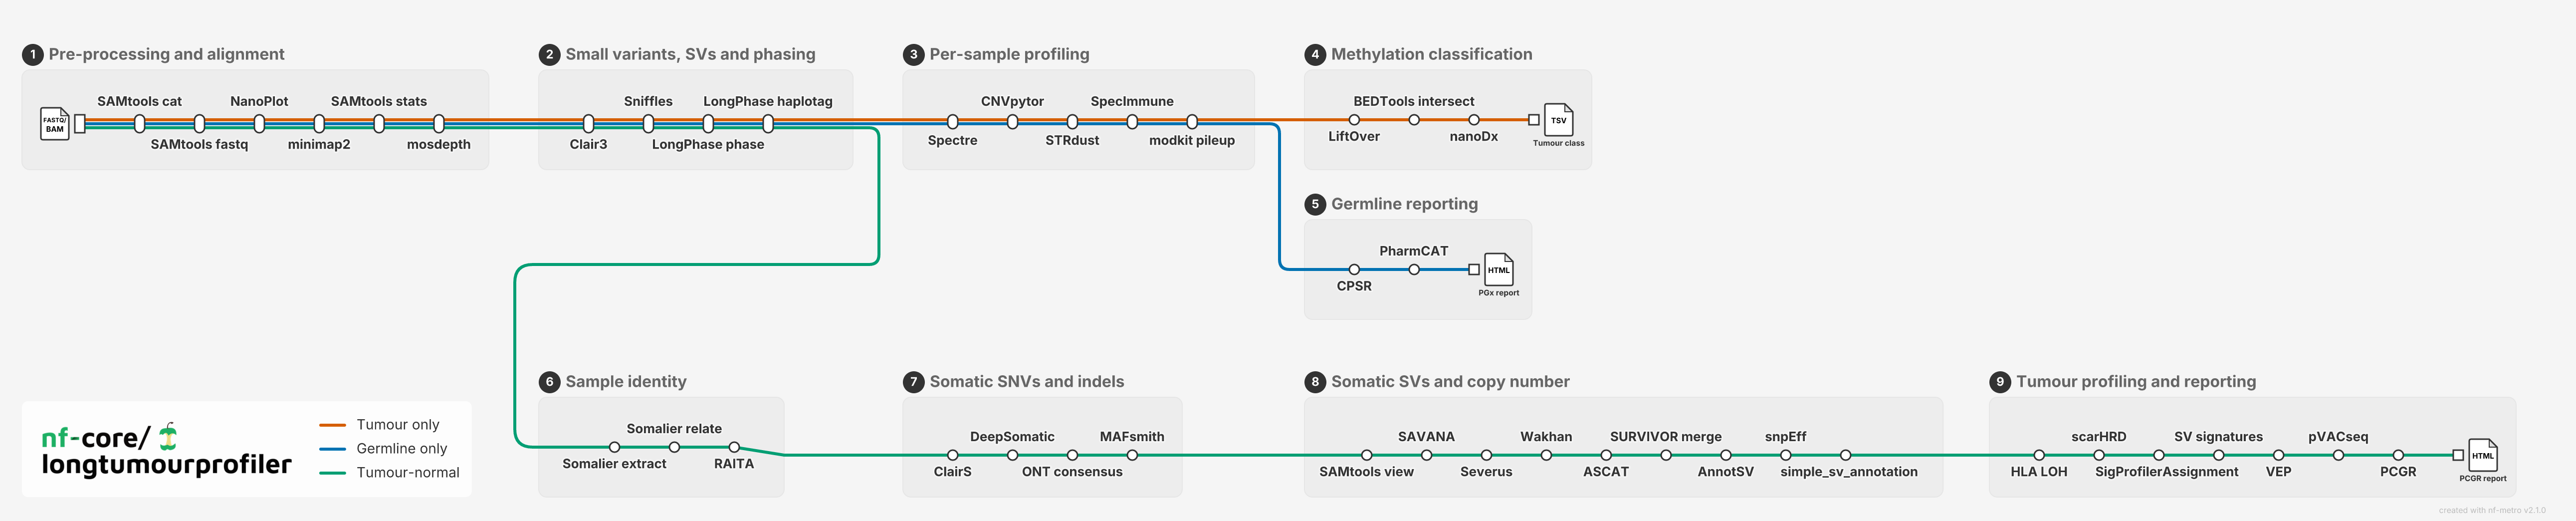 1 Pre-processing and alignment
FASTQ/
BAM
SAMtools cat
SAMtools fastq
NanoPlot
minimap2
SAMtools stats
mosdepth
2 Small variants, SVs and phasing
Clair3
Sniffles
LongPhase phase
LongPhase haplotag
3 Per-sample profiling
Spectre
CNVpytor
STRdust
SpecImmune
modkit pileup
4 Methylation classification
LiftOver
BEDTools intersect
nanoDx
TSV
Tumour class
5 Germline reporting
CPSR
PharmCAT
HTML
PGx report
6 Sample identity
Somalier extract
Somalier relate
RAITA
7 Somatic SNVs and indels
ClairS
DeepSomatic
ONT consensus
MAFsmith
8 Somatic SVs and copy number
SAMtools view
SAVANA
Severus
Wakhan
ASCAT
SURVIVOR merge
AnnotSV
snpEff
simple_sv_annotation
9 Tumour profiling and reporting
HLA LOH
scarHRD
SigProfilerAssignment
SV signatures
VEP
pVACseq
PCGR
HTML
PCGR report
nf-core/
longtumourprofiler
Tumour only
Germline only
Tumour-normal
created with nf-metro v2.1.0